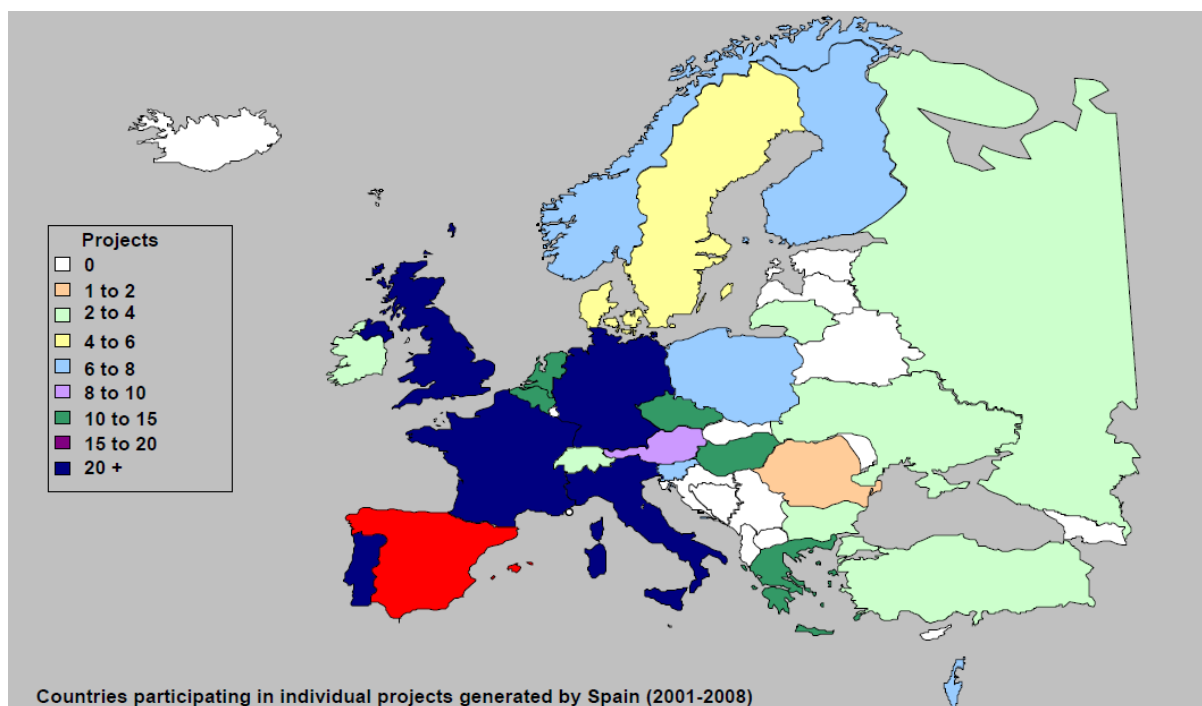 Projects
0
1 to 2
2 to 4
4 to 6
6 to 8
8 to 10
10 to 15
15 to 20
20 +
Countries participating in individual projects generated by Spain (2001-2008)